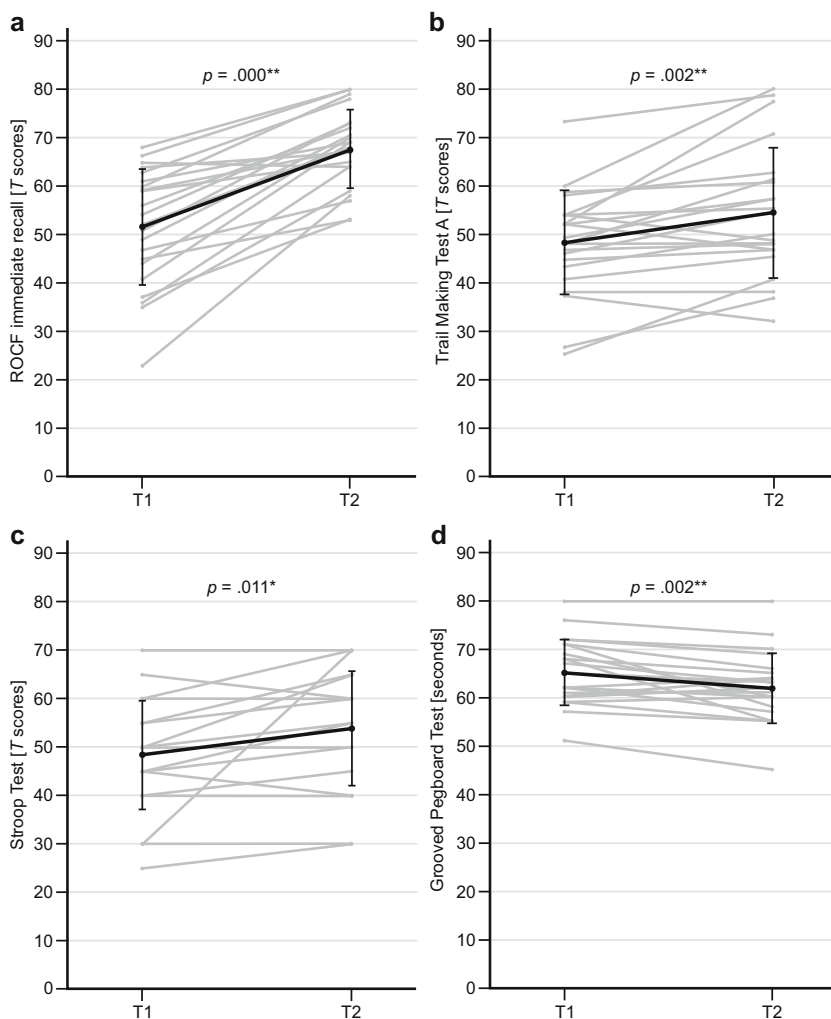 a
ROCF immediate recall [T scores]
90
80
70
60
50
40
30
20
10
0
p = .000**
T1
T2
b
Trail Making Test A [T scores]
90
80
70
60
50
40
30
20
10
0
p = .002**
T1
T2
c
Stroop Test [T scores]
90
80
70
60
50
40
30
20
10
0
p = .011*
T1
T2
d
Grooved Pegboard Test [seconds]
90
80
70
60
50
40
30
20
10
0
p = .002**
T1
T2